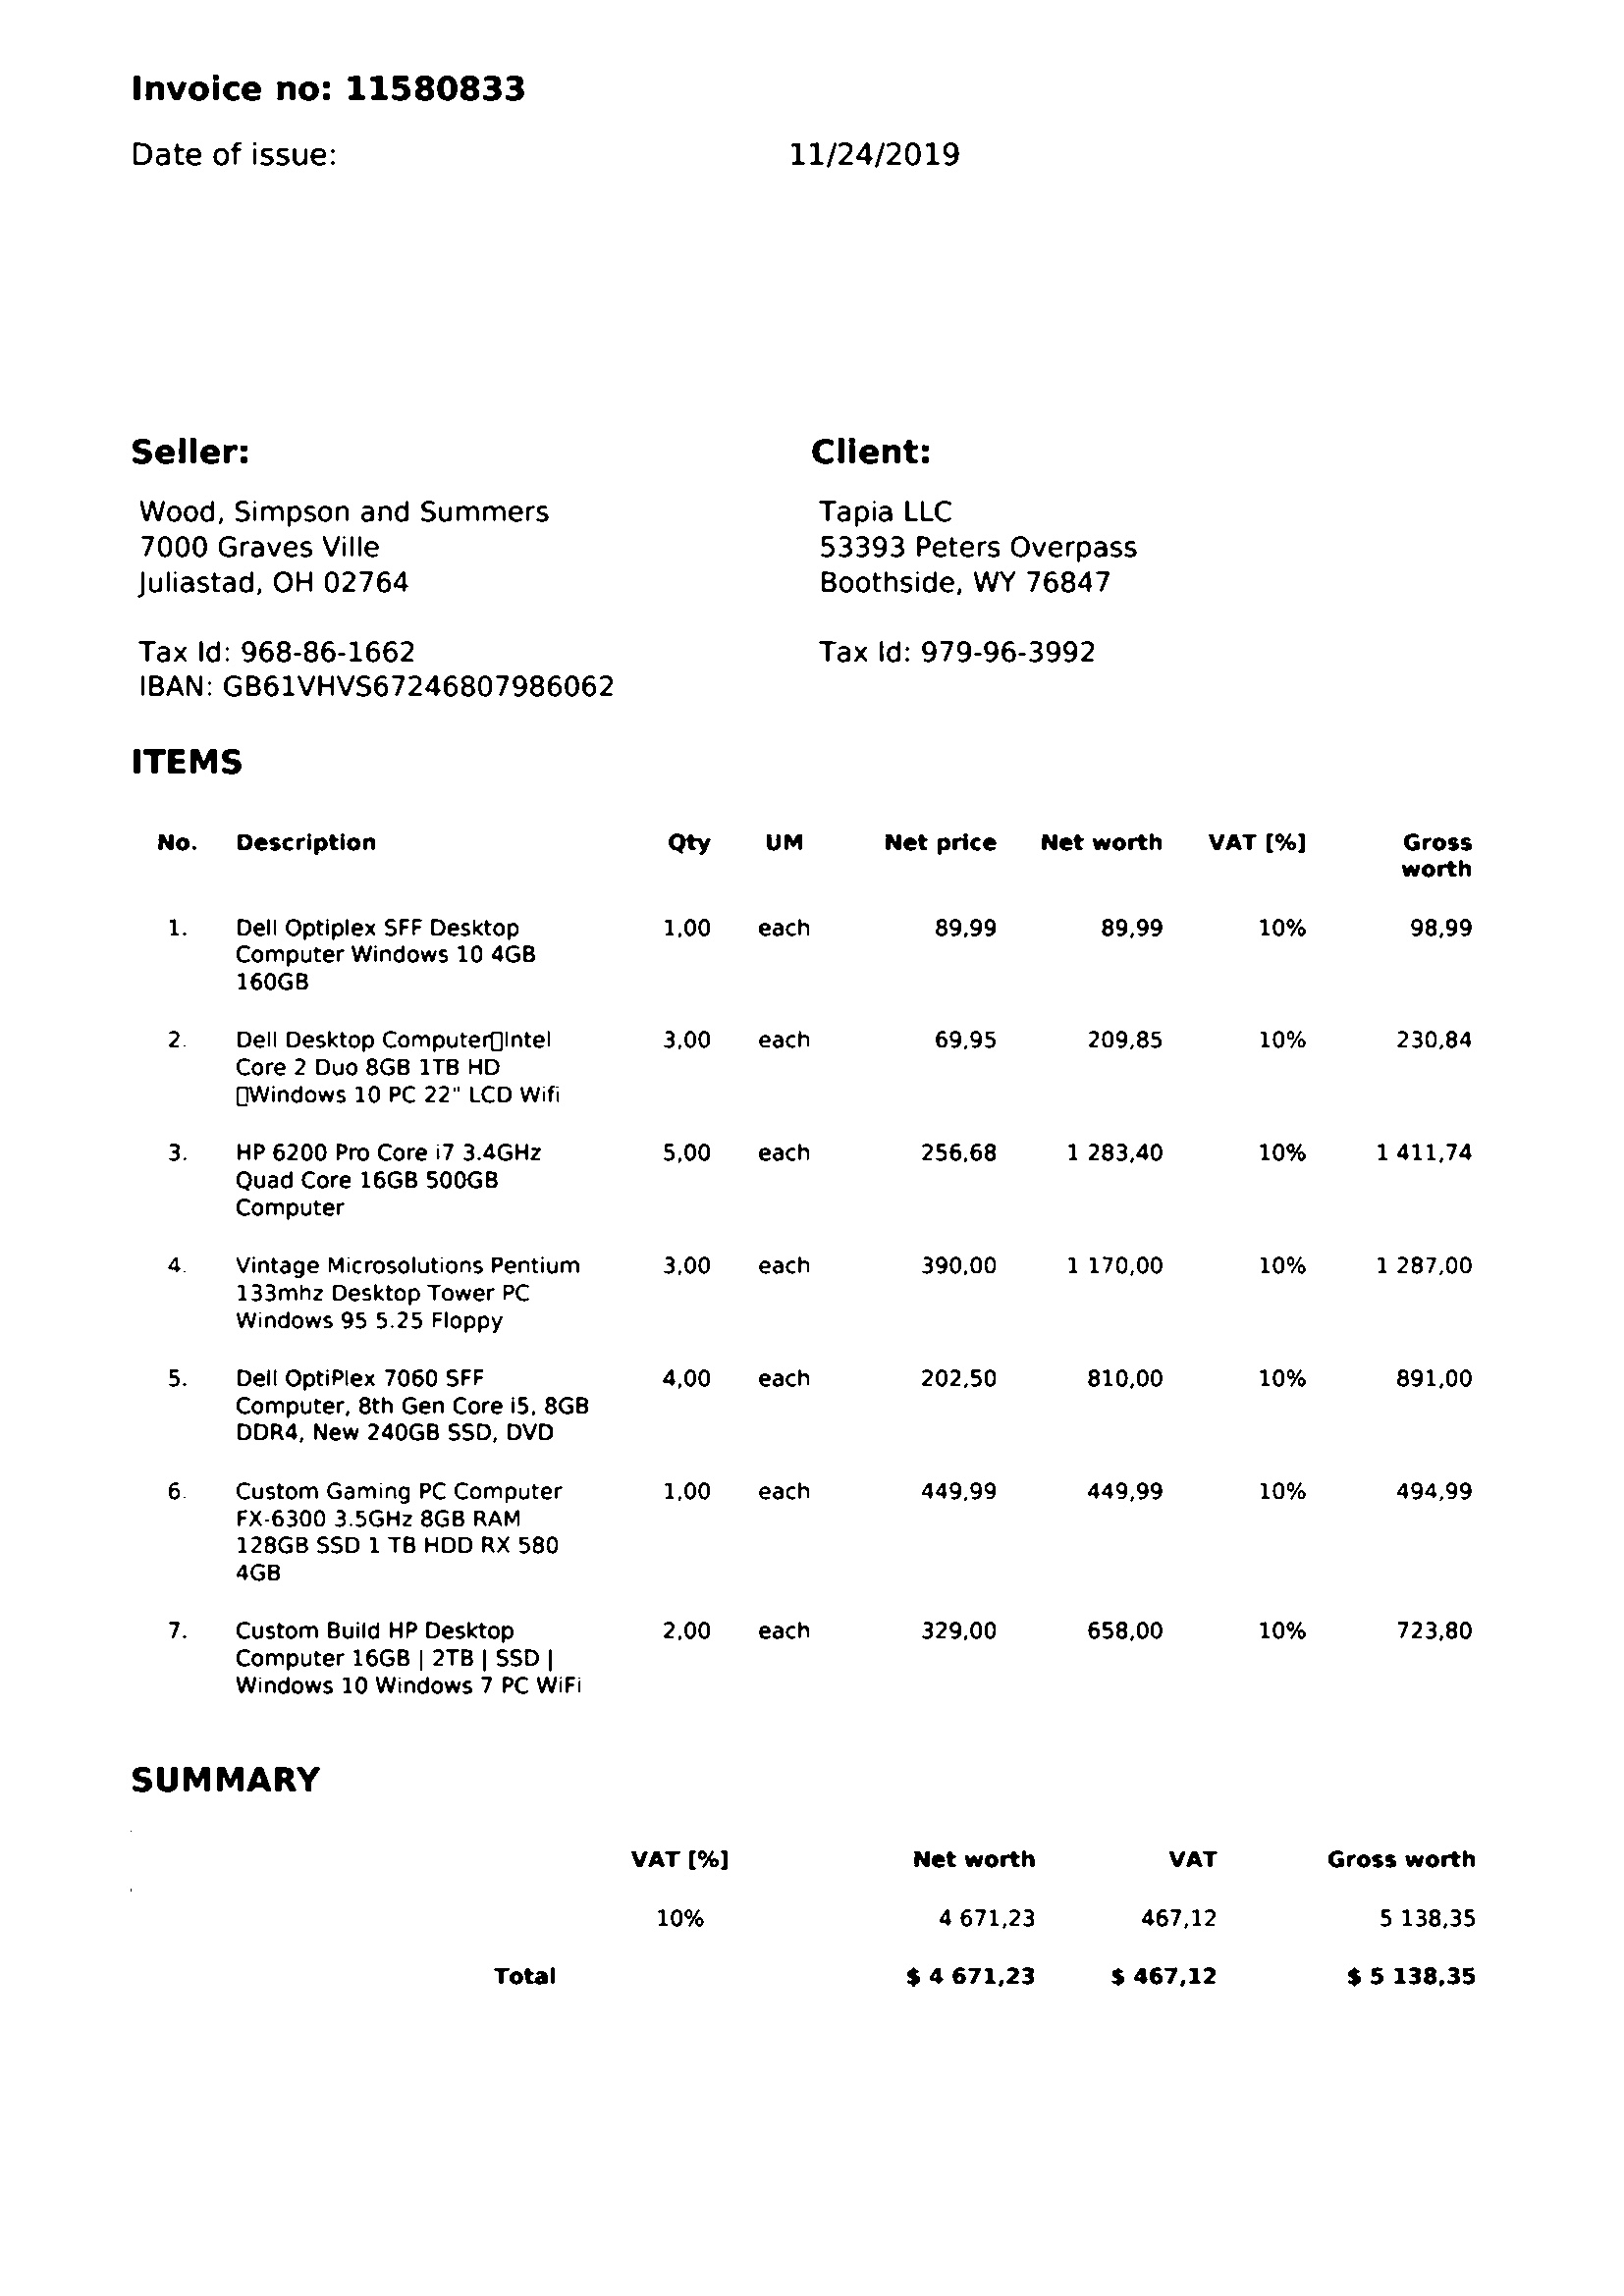 Invoice no: 11580833
Date of issue: 11/24/2019
Seller: Client:
Wood, Simpson and Summers Tapia LLC
7000 Graves Ville 53393 Peters Overpass
Juliastad, OH 02764 Boothside, WY 76847
Tax Id: 968-86-1662 Tax Id: 979-96-3992
IBAN: GB61VHVS67246807986062
ITEMS
No. Description Qty UM Net price Net worth VAT [%] Gross
worth
1. Dell Optiplex SFF Desktop 1,00 each 89,99 89,99 10% 98,99
Computer Windows 10 4GB
160GB
2. Dell Desktop Computer▯Intel 3,00 each 69,95 209,85 10% 230,84
Core 2 Duo 8GB 1TB HD
▯Windows 10 PC 22" LCD Wifi
3. HP 6200 Pro Core i7 3.4GHz 5,00 each 256,68 1 283,40 10% 1 411,74
Quad Core 16GB 500GB
Computer
4. Vintage Microsolutions Pentium 3,00 each 390,00 1 170,00 10% 1 287,00
133mhz Desktop Tower PC
Windows 95 5.25 Floppy
5. Dell OptiPlex 7060 SFF 4,00 each 202,50 810,00 10% 891,00
Computer, 8th Gen Core i5, 8GB
DDR4, New 240GB SSD, DVD
6. Custom Gaming PC Computer 1,00 each 449,99 449,99 10% 494,99
FX-6300 3.5GHz 8GB RAM
128GB SSD 1 TB HDD RX 580
4GB
7. Custom Build HP Desktop 2,00 each 329,00 658,00 10% 723,80
Computer 16GB | 2TB | SSD |
Windows 10 Windows 7 PC WiFi
SUMMARY
VAT [%] Net worth VAT Gross worth
10% 4 671,23 467,12 5 138,35
Total $ 4 671,23 $ 467,12 $ 5 138,35